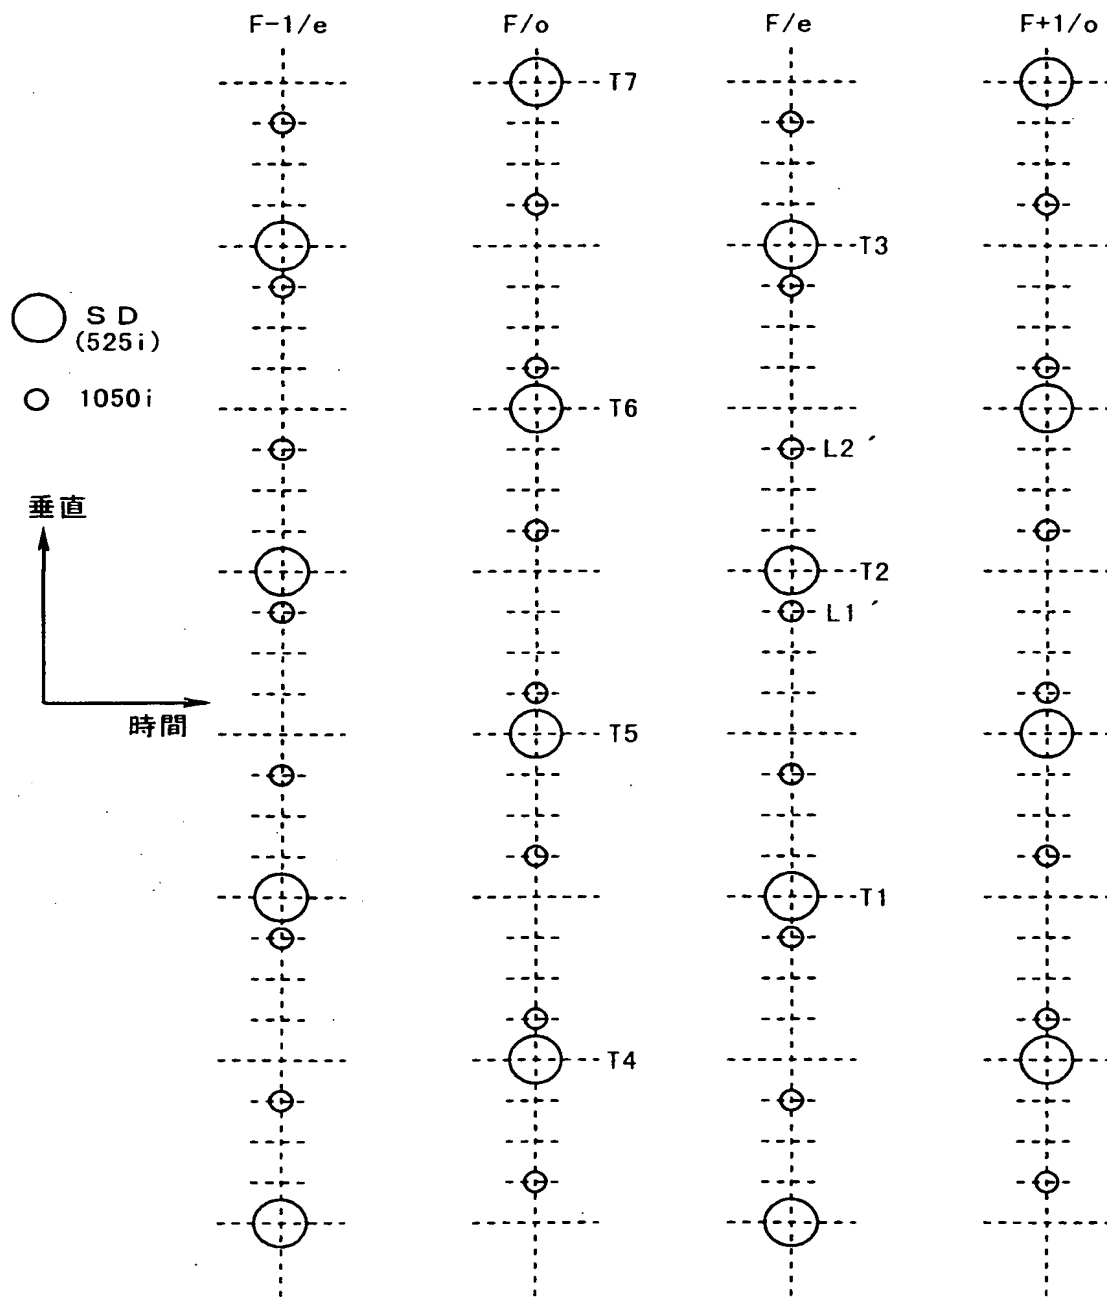 F-1/e F/o F/e F+1/o
T7
T3
SD
(525i)
1050i
T6
L2´
垂直
T2
L1´
時間
T5
T1
T4